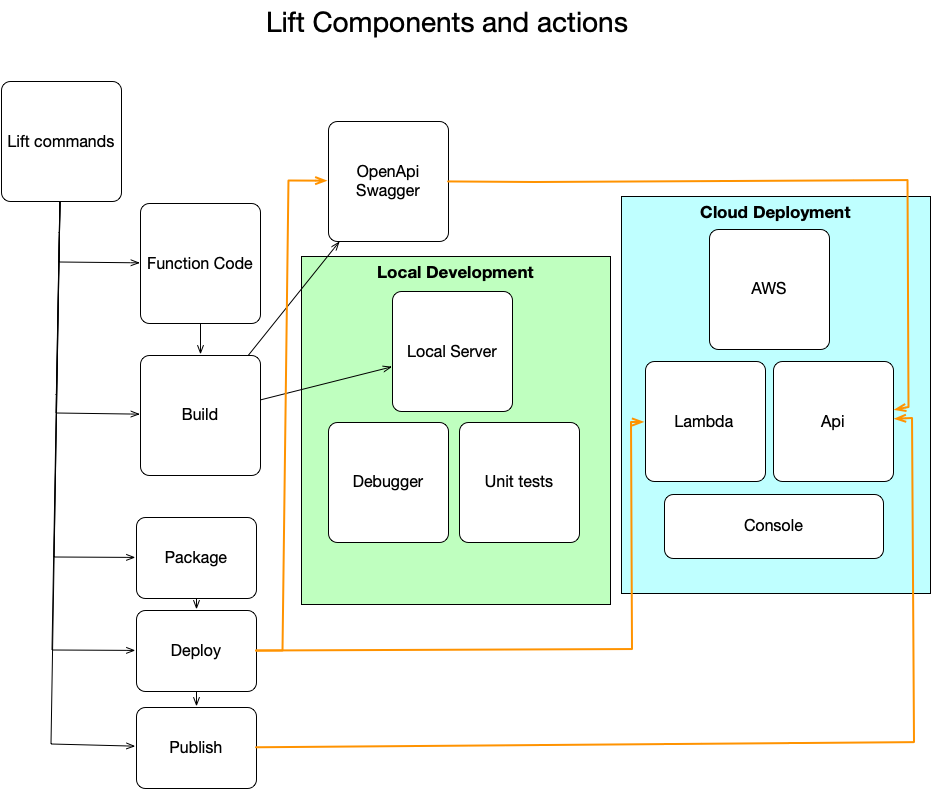 Lift Components and actions
Lift commands
OpenApi
Swagger
Function Code
Build
Package
Deploy
Publish
Local Development
Local Server
Debugger
Unit tests
Cloud Deployment
AWS
Lambda
Api
Console